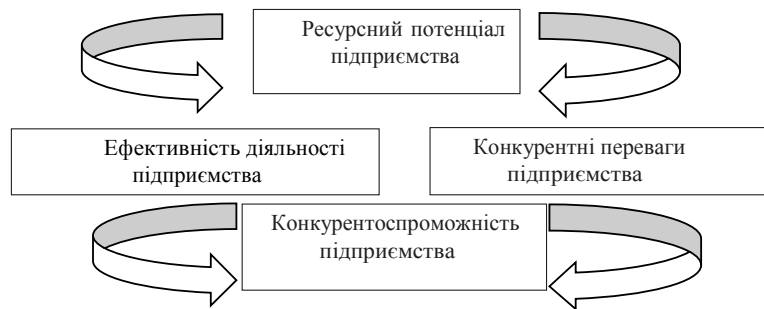 Ресурсний потенціал
підприємства
Ефективність діяльності
підприємства
Конкурентні переваги
підприємства
Конкурентоспроможність
підприємства